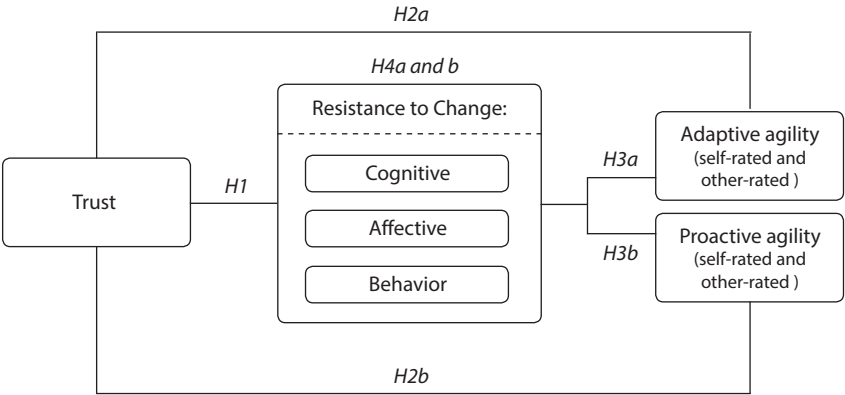 H2a
H4a and b
Resistance to Change:
Cognitive
Affective
Behavior
Trust
H1
H3a
H3b
Adaptive agility
(self-rated and
other-rated )
Proactive agility
(self-rated and
other-rated )
H2b